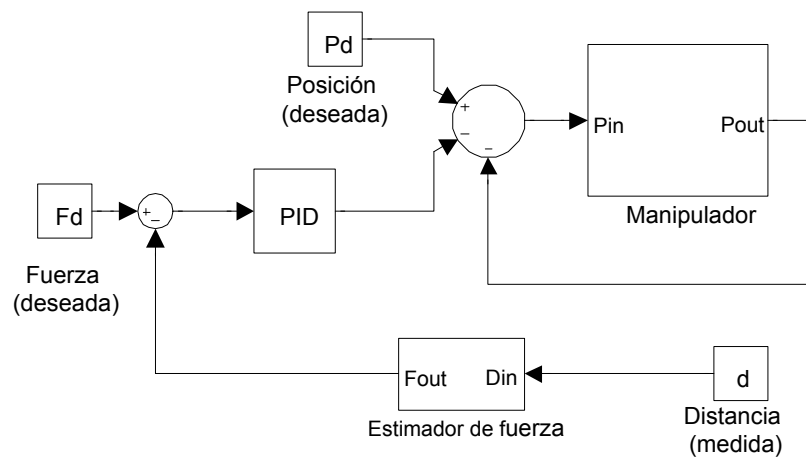 Pd
Posición
(deseada)
+
−
−
Pin
Pout
Manipulador
Fd
+
−
PID
Fuerza
(deseada)
Fout
Din
Estimador de fuerza
d
Distancia
(medida)